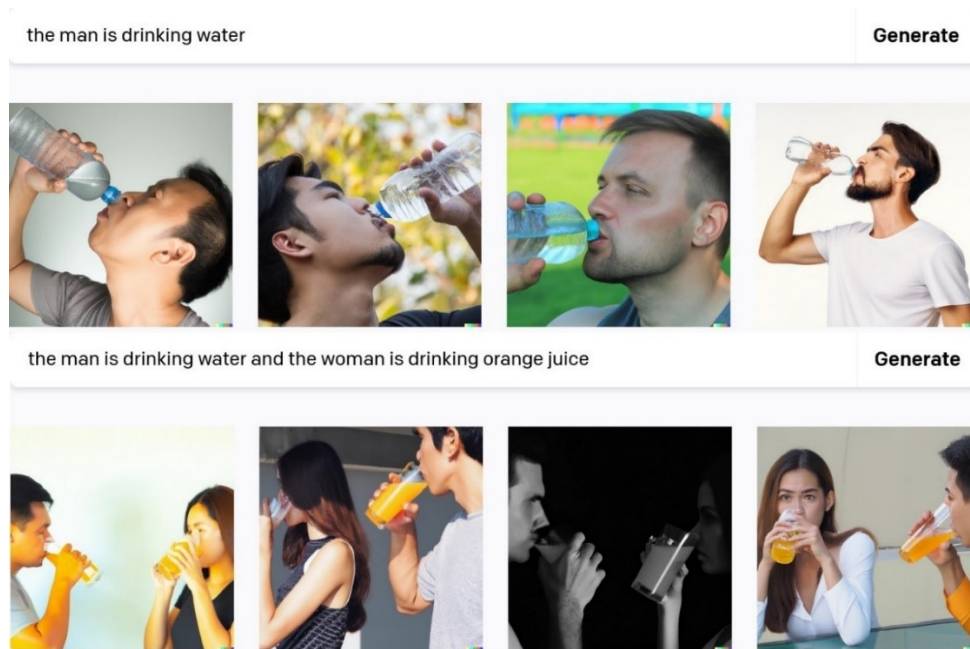 the man is drinking water
Generate
the man is drinking water and the woman is drinking orange juice
Generate